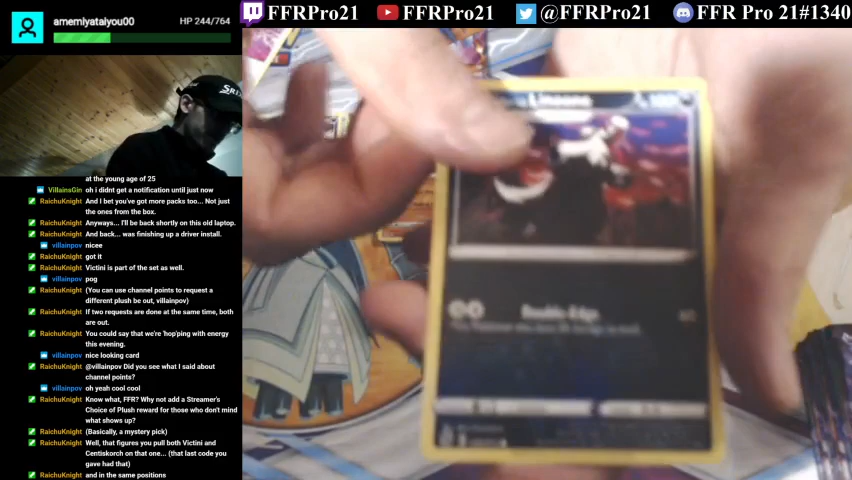 amemiyataiyou00
HP 244/764
FFRPro21
FFRPro21
@FFRPro21
FFR Pro 21#1340
at the young age of 25
VillainsGin oh i didnt get a notification until just now
RaichuKnight And I bet you've got more packs too... Not just
the ones from the box.
RaichuKnight Anyways... I'll be back shortly on this old laptop.
RaichuKnight And back... was finishing up a driver install.
villainpov nicee
RaichuKnight got it
RaichuKnight Victini is part of the set as well.
villainpov pog
RaichuKnight (You can use channel points to request a
different plush be out, villainpov)
RaichuKnight If two requests are done at the same time, both
are out.
RaichuKnight You could say that we're 'hop'ping with energy
this evening.
villainpov nice looking card
RaichuKnight @villainpov Did you see what I said about
channel points?
villainpov oh yeah cool cool
RaichuKnight Know what, FFR? Why not add a Streamer's
Choice of Plush reward for those who don't mind
what shows up?
RaichuKnight (Basically, a mystery pick)
RaichuKnight Well, that figures you pull both Victini and
Centiskorch on that one... (that last code you
gave had that)
RaichuKnight and in the same positions
Linoone
Double-Edge